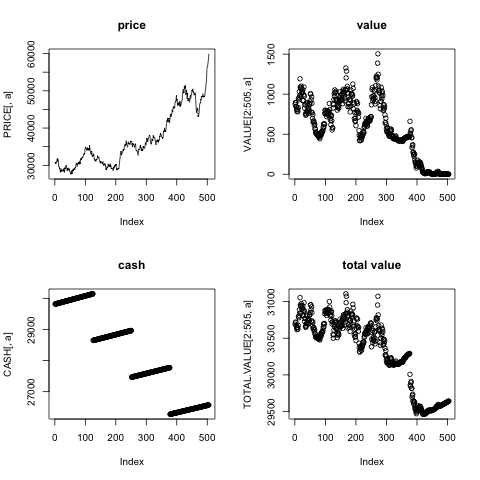 price
PRICE[, a]
30000 40000 50000 60000
0 100 200 300 400 500
Index
value
VALUE[2:505, a]
0 500 1000 1500
0 100 200 300 400 500
Index
cash
CASH[, a]
27000 29000
0 100 200 300 400 500
Index
total value
TOTAL.VALUE[2:505, a]
29500 30000 30500 31000
0 100 200 300 400 500
Index